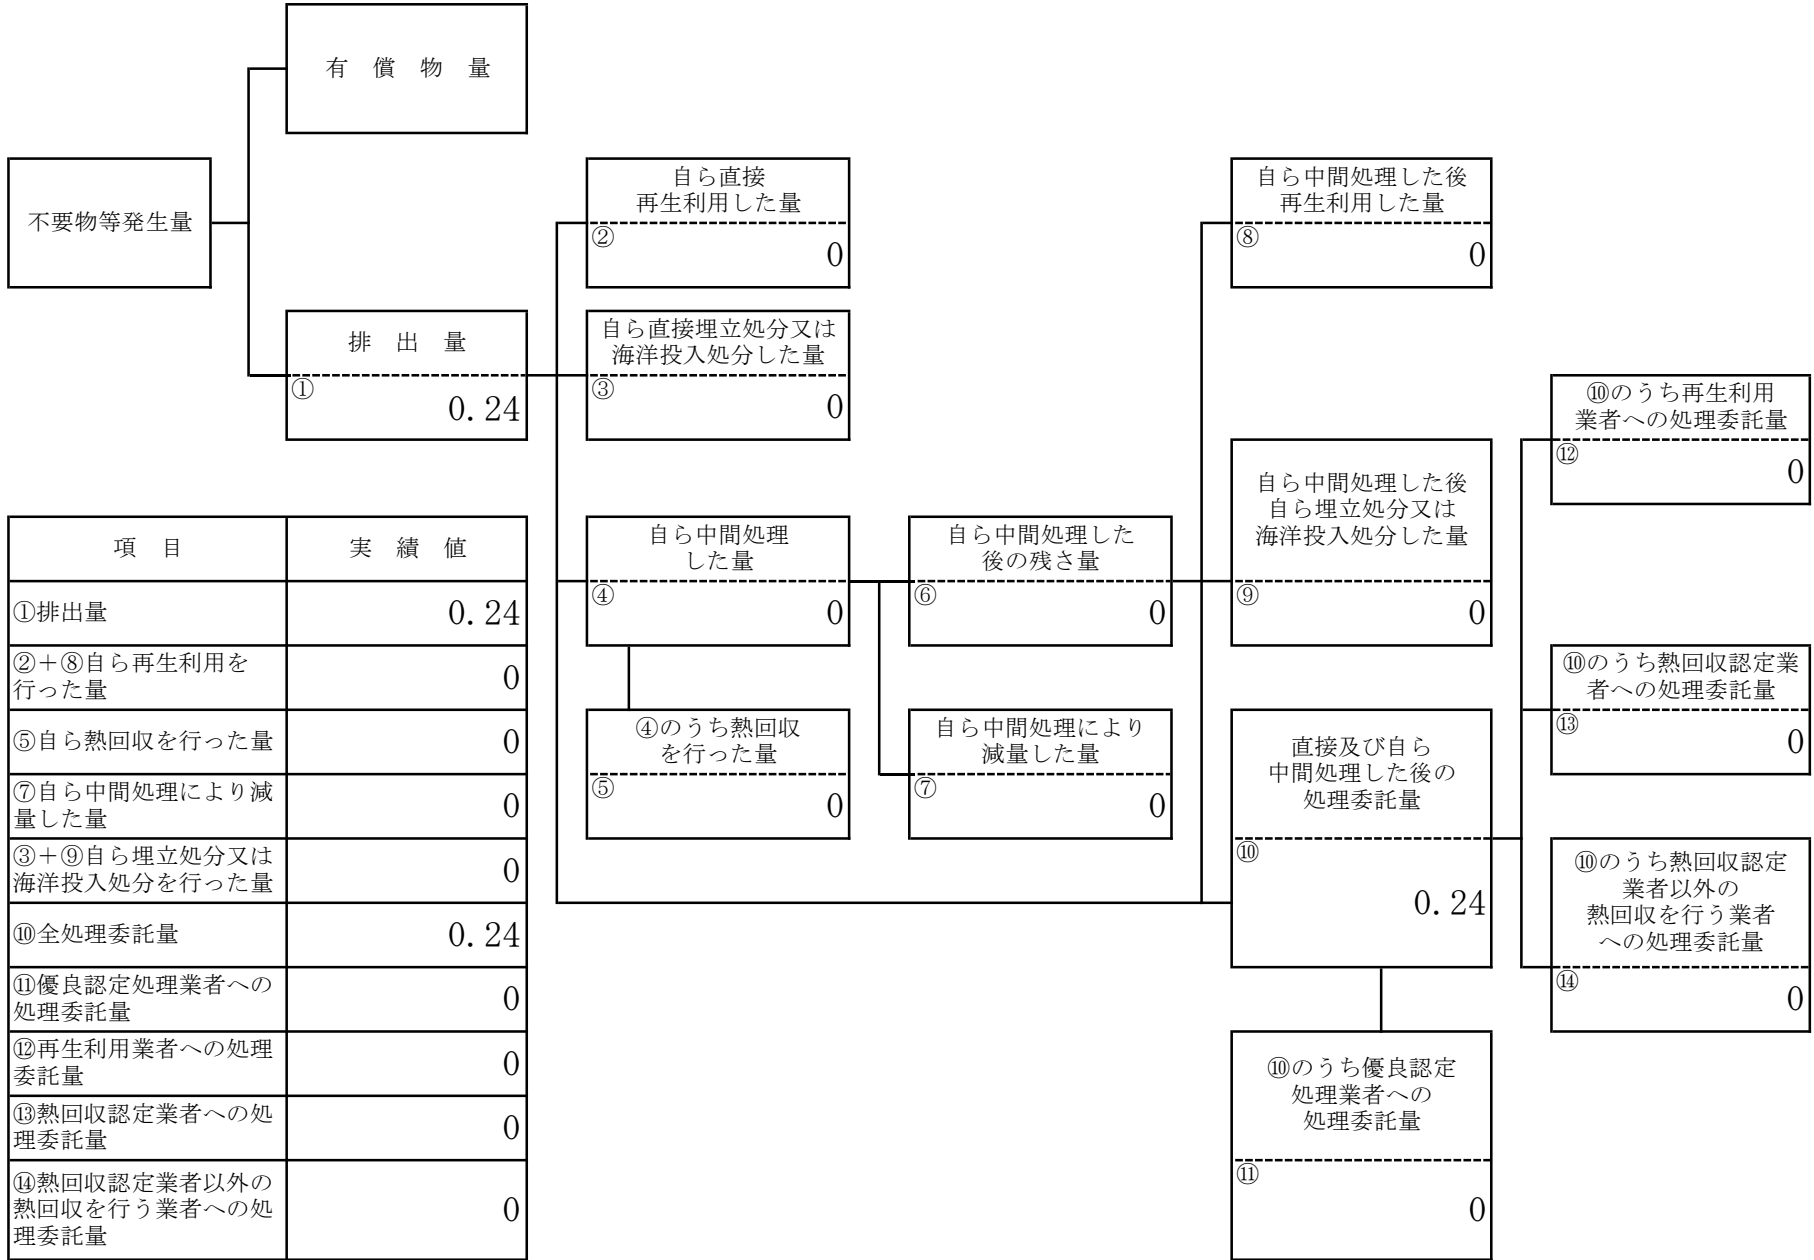 有 償 物 量
不要物等発生量
排 出 量
①
0.24
自ら直接
再生利用した量
②
0
自ら直接埋立処分又は
海洋投入処分した量
③
0
自ら中間処理
した量
④
0
④のうち熱回収
を行った量
⑤
0
自ら中間処理した
後の残さ量
⑥
0
自ら中間処理により
減量した量
⑦
0
自ら中間処理した後
再生利用した量
⑧
0
自ら中間処理した後
自ら埋立処分又は
海洋投入処分した量
⑨
0
直接及び自ら
中間処理した後の
処理委託量
⑩
0.24
⑩のうち優良認定
処理業者への
処理委託量
⑪
0
⑩のうち再生利用
業者への処理委託量
⑫
0
⑩のうち熱回収認定業
者への処理委託量
⑬
0
⑩のうち熱回収認定
業者以外の
熱回収を行う業者
への処理委託量
⑭
0
項 目 実 績 値
①排出量 0.24
②+⑧自ら再生利用を
行った量 0
⑤自ら熱回収を行った量 0
⑦自ら中間処理により減
量した量 0
③+⑨自ら埋立処分又は
海洋投入処分を行った量 0
⑩全処理委託量 0.24
⑪優良認定処理業者への
処理委託量 0
⑫再生利用業者への処理
委託量 0
⑬熱回収認定業者への処
理委託量 0
⑭熱回収認定業者以外の
熱回収を行う業者への処
理委託量 0